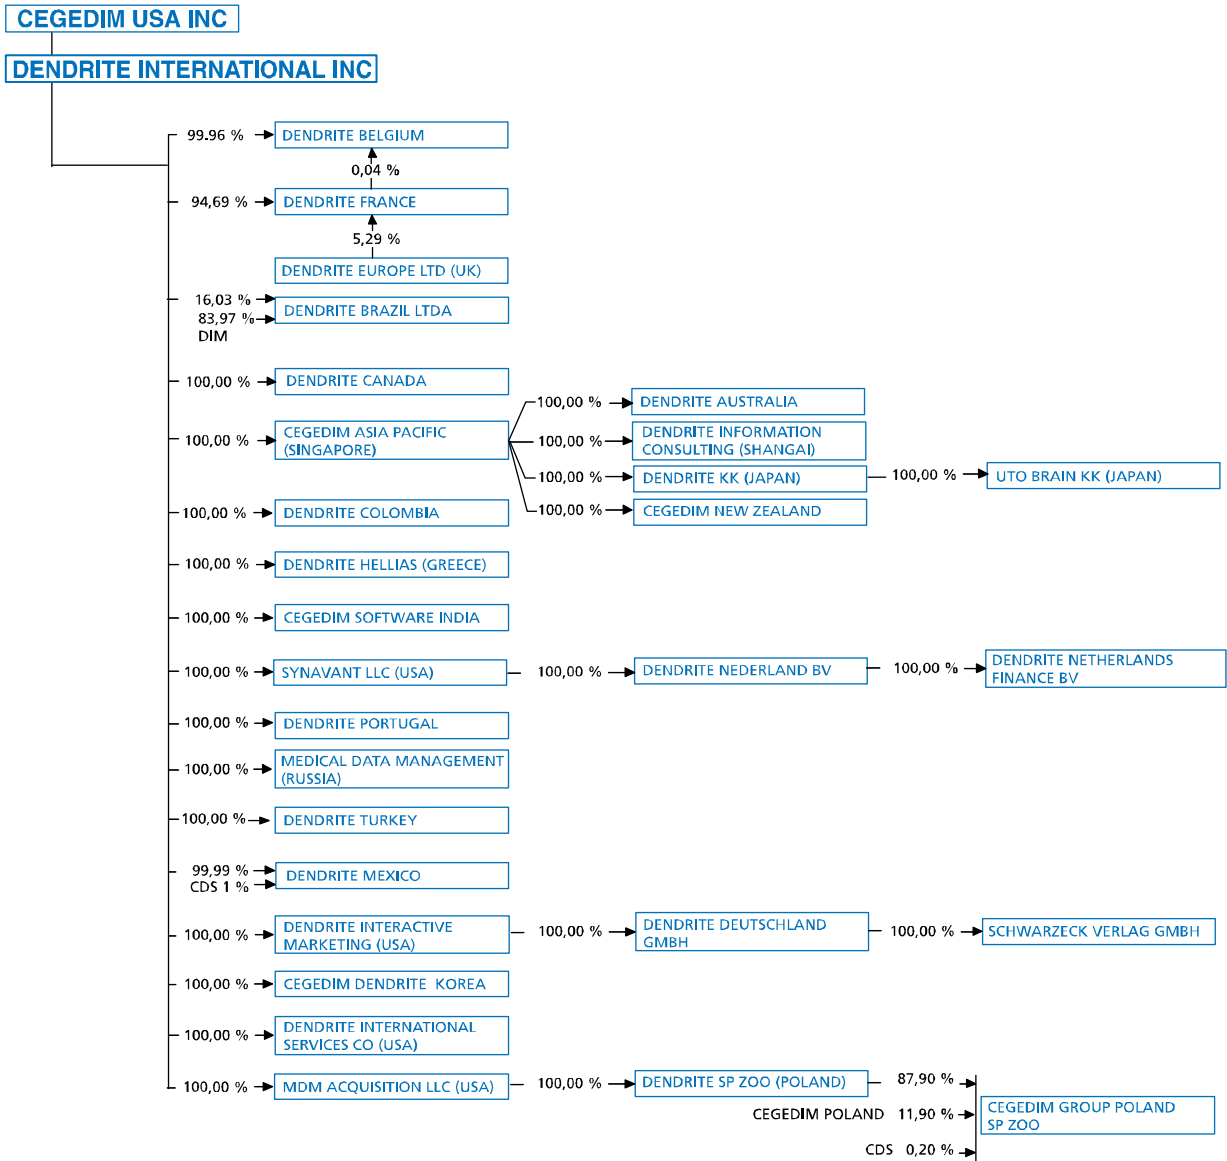 CEGEDIM USA INC
DENDRITE INTERNATIONAL INC
99.96 %
DENDRITE BELGIUM
0,04 %
94,69 %
DENDRITE FRANCE
5,29 %
DENDRITE EUROPE LTD (UK)
16,03 %
83,97 %
DIM
DENDRITE BRAZIL LTDA
100,00 %
DENDRITE CANADA
100,00 %
CEGEDIM ASIA PACIFIC
(SINGAPORE)
100,00 %
DENDRITE AUSTRALIA
100,00 %
DENDRITE INFORMATION
CONSULTING (SHANGAI)
100,00 %
DENDRITE KK (JAPAN)
100,00 %
UTO BRAIN KK (JAPAN)
100,00 %
CEGEDIM NEW ZEALAND
100,00 %
DENDRITE COLOMBIA
100,00 %
DENDRITE HELLIAS (GREECE)
100,00 %
CEGEDIM SOFTWARE INDIA
100,00 %
SYNAVANT LLC (USA)
100,00 %
DENDRITE NEDERLAND BV
100,00 %
DENDRITE NETHERLANDS
FINANCE BV
100,00 %
DENDRITE PORTUGAL
100,00 %
MEDICAL DATA MANAGEMENT
(RUSSIA)
100,00 %
DENDRITE TURKEY
99,99 %
CDS 1 %
DENDRITE MEXICO
100,00 %
DENDRITE INTERACTIVE
MARKETING (USA)
100,00 %
DENDRITE DEUTSCHLAND
GMBH
100,00 %
SCHWARZECK VERLAG GMBH
100,00 %
CEGEDIM DENDRITE KOREA
100,00 %
DENDRITE INTERNATIONAL
SERVICES CO (USA)
100,00 %
MDM ACQUISITION LLC (USA)
100,00 %
DENDRITE SP ZOO (POLAND)
87,90 %
CEGEDIM POLAND 11,90 %
CDS 0,20 %
CEGEDIM GROUP POLAND
SP ZOO